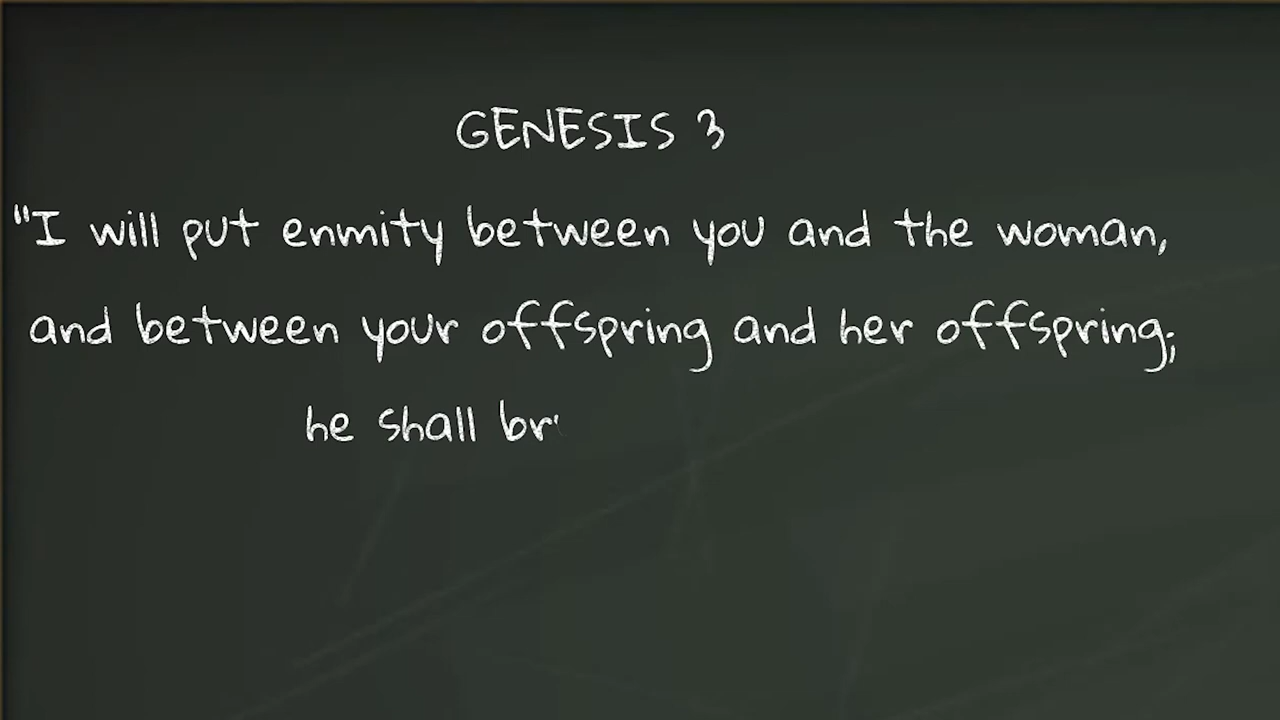 GENESIS 3
"I will put enmity between you and the woman,
and between your offspring and her offspring;
he shall br